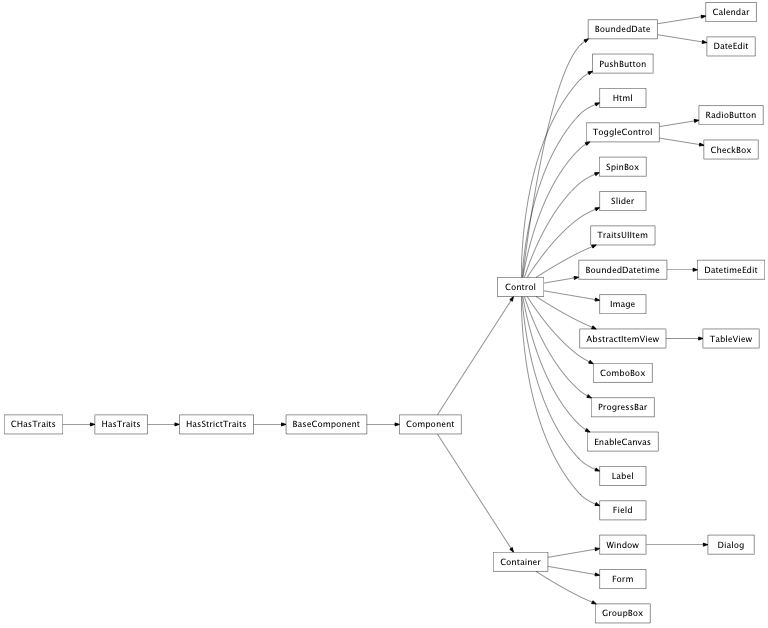 Calendar
BoundedDate
DateEdit
PushButton
Html
RadioButton
ToggleControl
CheckBox
SpinBox
Slider
TraitsUIItem
BoundedDatetime
DatetimeEdit
Control
Image
AbstractItemView
TableView
ComboBox
ProgressBar
CHasTraits
HasTraits
HasStrictTraits
BaseComponent
Component
EnableCanvas
Label
Field
Window
Dialog
Container
Form
GroupBox